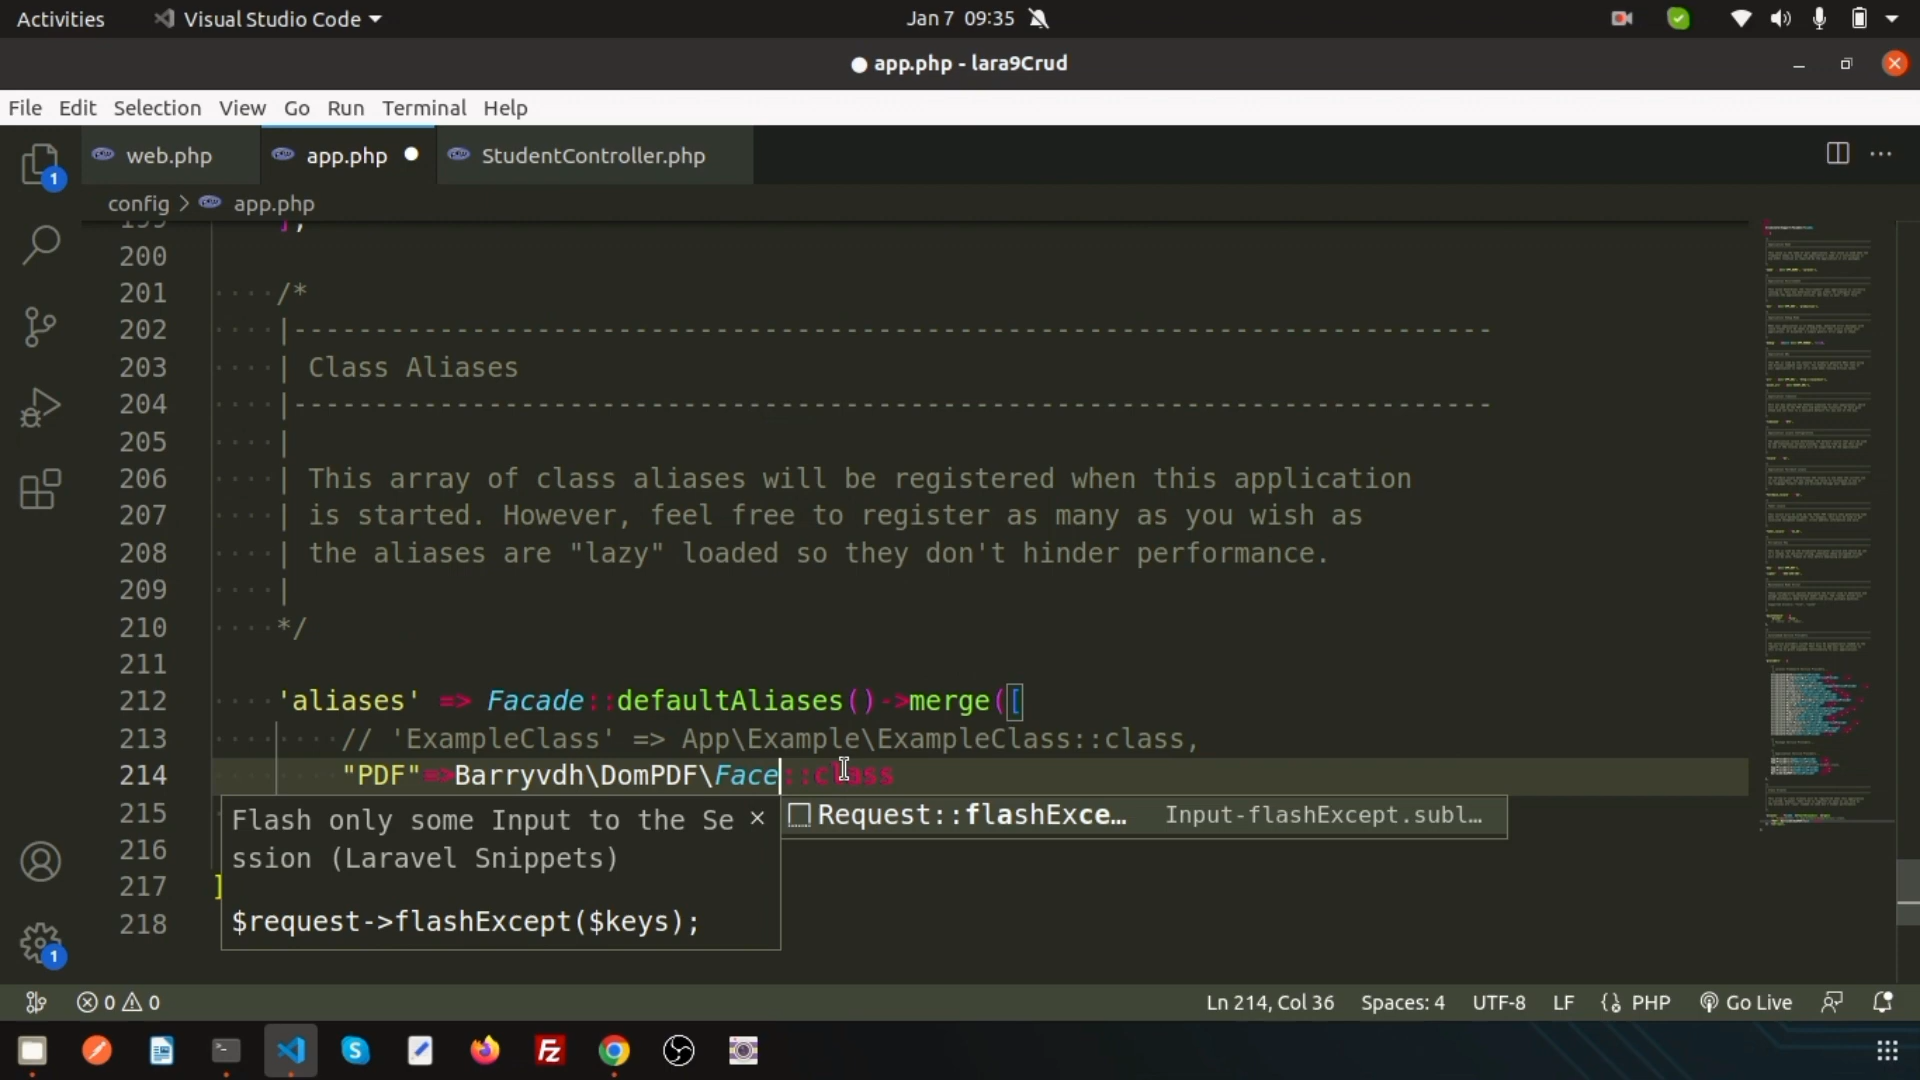 Activities Visual Studio Code Jan 7 09:35
app.php - lara9Crud
File Edit Selection View Go Run Terminal Help
web.php app.php StudentController.php
config > app.php
199 ],
200
201 /*
202 |--------------------------------------------------------------------------
203 | Class Aliases
204 |--------------------------------------------------------------------------
205 |
206 | This array of class aliases will be registered when this application
207 | is started. However, feel free to register as many as you wish as
208 | the aliases are "lazy" loaded so they don't hinder performance.
209 |
210 */
211
212 'aliases' => Facade::defaultAliases()->merge([
213 // 'ExampleClass' => App\Example\ExampleClass::class,
214 "PDF"=>Barryvdh\DomPDF\Face::class
215 Flash only some Input to the Se × Request::flashExce… Input-flashExcept.subl…
216 ssion (Laravel Snippets)
217 ]
218 $request->flashExcept($keys);
1
1
0 0 Ln 214, Col 36 Spaces: 4 UTF-8 LF PHP Go Live